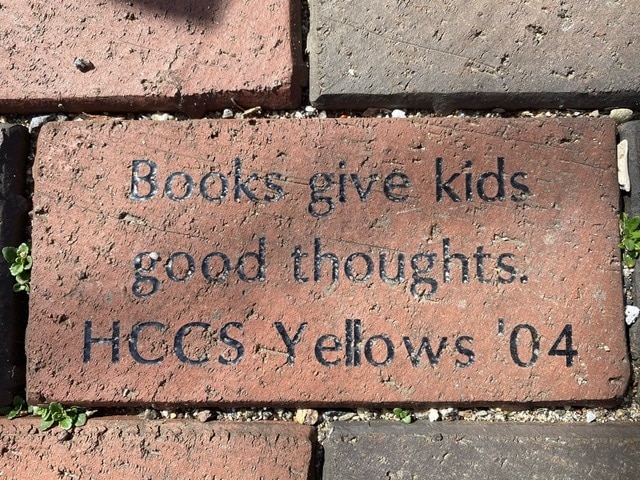 Books give kids
good thoughts.
HCCS Yellows '04